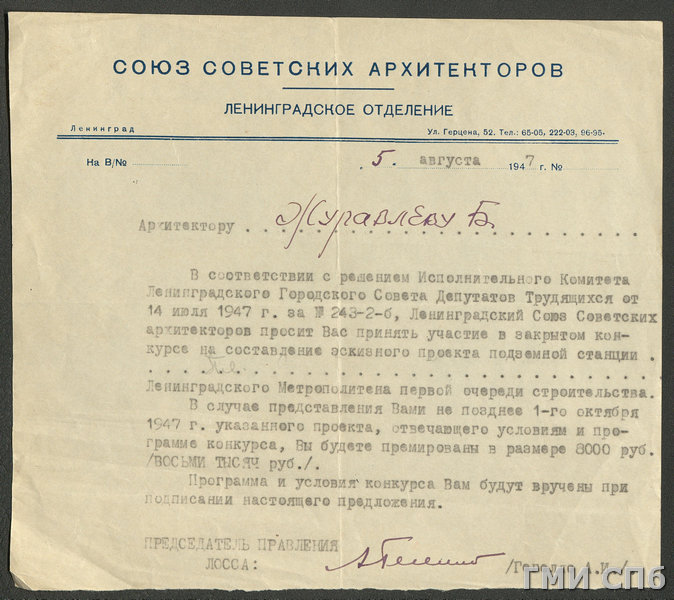 СОЮЗ СОВЕТСКИХ АРХИТЕКТОРОВ
ЛЕНИНГРАДСКОЕ ОТДЕЛЕНИЕ
Ленинград Ул. Герцена, 52. Тел.: 65-05, 222-03, 96-95.
На В/№ 5. августа 1947 г. №
Архитектору Журавлеву Б.
В соответствии с решением Исполнительного Комитета
Ленинградского Городского Совета Депутатов Трудящихся от
14 июля 1947 г. за № 243-2-б, Ленинградский Союз Советских
архитекторов просит Вас принять участие в закрытом кон-
курсе на составление эскизного проекта подземной станции .
Ленинградского Метрополитена первой очереди строительства.
В случае представления Вами не позднее 1-го октября
1947 г. указанного проекта, отвечающего условиям и про-
грамме конкурса, Вы будете премированы в размере 8000 руб.
/ВОСЬМИ ТЫСЯЧ руб./.
Программа и условия конкурса Вам будут вручены при
подписании настоящего предложения.
ПРЕДСЕДАТЕЛЬ ПРАВЛЕНИЯ
ЛОССА: /Гегелло А.И./
ГМИ СПб